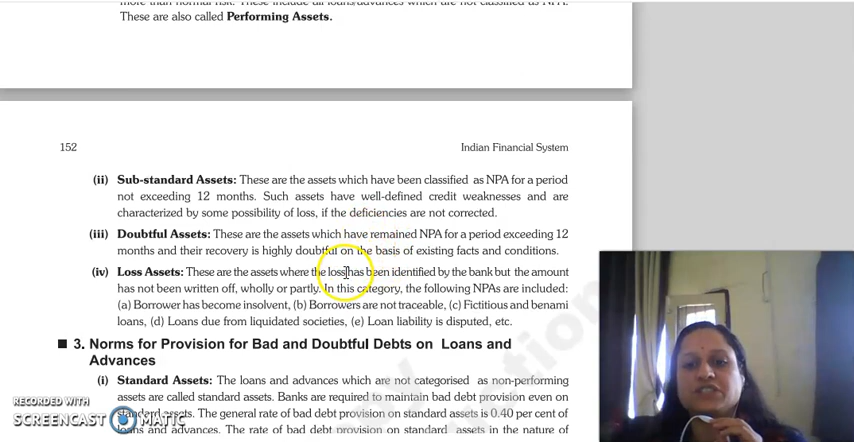 more than normal risk. These include all loans/advances which are not classified as NPA.
These are also called Performing Assets.
152
Indian Financial System
(ii) Sub-standard Assets: These are the assets which have been classified as NPA for a period
not exceeding 12 months. Such assets have well-defined credit weaknesses and are
characterized by some possibility of loss, if the deficiencies are not corrected.
(iii) Doubtful Assets: These are the assets which have remained NPA for a period exceeding 12
months and their recovery is highly doubtful on the basis of existing facts and conditions.
(iv) Loss Assets: These are the assets where the loss has been identified by the bank but the amount
has not been written off, wholly or partly. In this category, the following NPAs are included:
(a) Borrower has become insolvent, (b) Borrowers are not traceable, (c) Fictitious and benami
loans, (d) Loans due from liquidated societies, (e) Loan liability is disputed, etc.
■ 3. Norms for Provision for Bad and Doubtful Debts on Loans and
Advances
(i) Standard Assets: The loans and advances which are not categorised as non-performing
assets are called standard assets. Banks are required to maintain bad debt provision even on
standard assets. The general rate of bad debt provision on standard assets is 0.40 per cent of
loans and advances. The rate of bad debt provision on standard assets in the nature of
RECORDED WITH
SCREENCAST MATIC